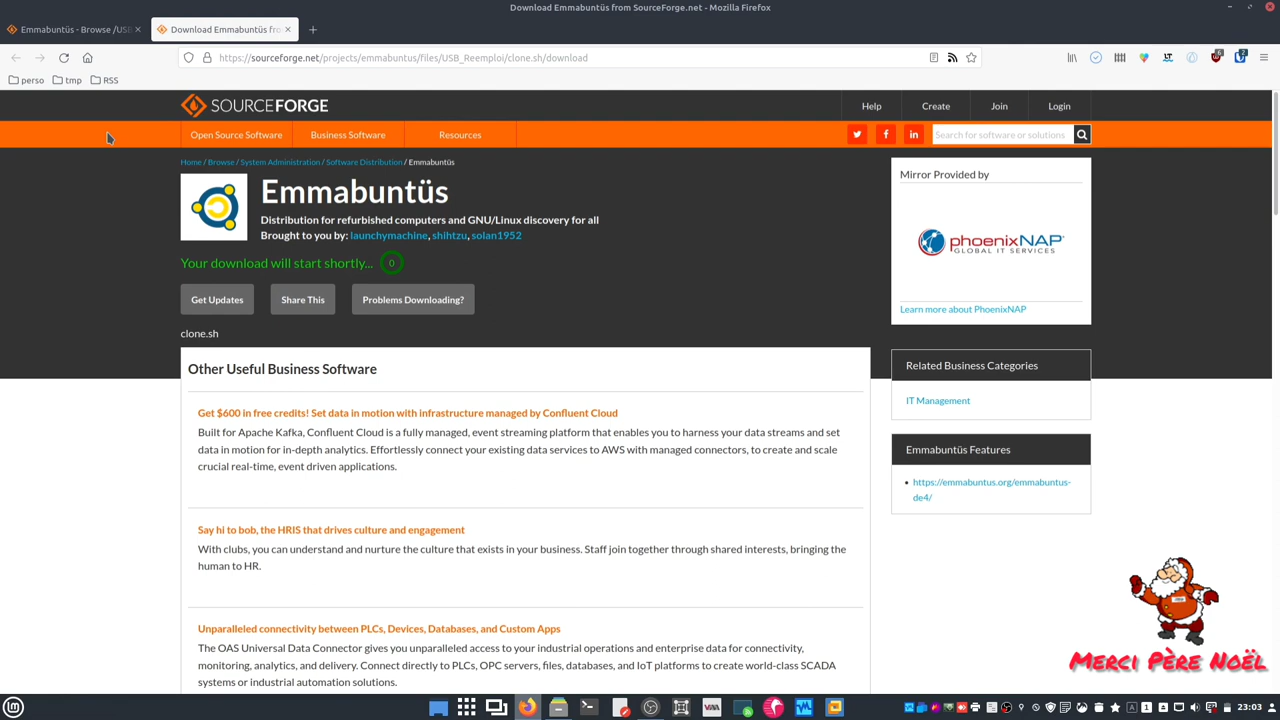 Download Emmabuntüs from SourceForge.net - Mozilla Firefox
Emmabuntüs - Browse /USB
Download Emmabuntüs fro
https://sourceforge.net/projects/emmabuntus/files/USB_Reemploi/clone.sh/download
perso
tmp
RSS
SOURCEFORGE
Help
Create
Join
Login
Open Source Software
Business Software
Resources
Search for software or solutions
Home / Browse / System Administration / Software Distribution / Emmabuntüs
Emmabuntüs
Distribution for refurbished computers and GNU/Linux discovery for all
Brought to you by: launchymachine, shihtzu, solan1952
Your download will start shortly... 0
Get Updates
Share This
Problems Downloading?
clone.sh
Mirror Provided by
phoenixNAP
GLOBAL IT SERVICES
Learn more about PhoenixNAP
Other Useful Business Software
Get $600 in free credits! Set data in motion with infrastructure managed by Confluent Cloud
Built for Apache Kafka, Confluent Cloud is a fully managed, event streaming platform that enables you to harness your data streams and set
data in motion for in-depth analytics. Effortlessly connect your existing data services to AWS with managed connectors, to create and scale
crucial real-time, event driven applications.
Say hi to bob, the HRIS that drives culture and engagement
With clubs, you can understand and nurture the culture that exists in your business. Staff join together through shared interests, bringing the
human to HR.
Unparalleled connectivity between PLCs, Devices, Databases, and Custom Apps
The OAS Universal Data Connector gives you unparalleled access to your industrial operations and enterprise data for connectivity,
monitoring, analytics, and delivery. Connect directly to PLCs, OPC servers, files, databases, and IoT platforms to create world-class SCADA
systems or industrial automation solutions.
Related Business Categories
IT Management
Emmabuntüs Features
https://emmabuntus.org/emmabuntus-
de4/
Merci Père Noël
23:03